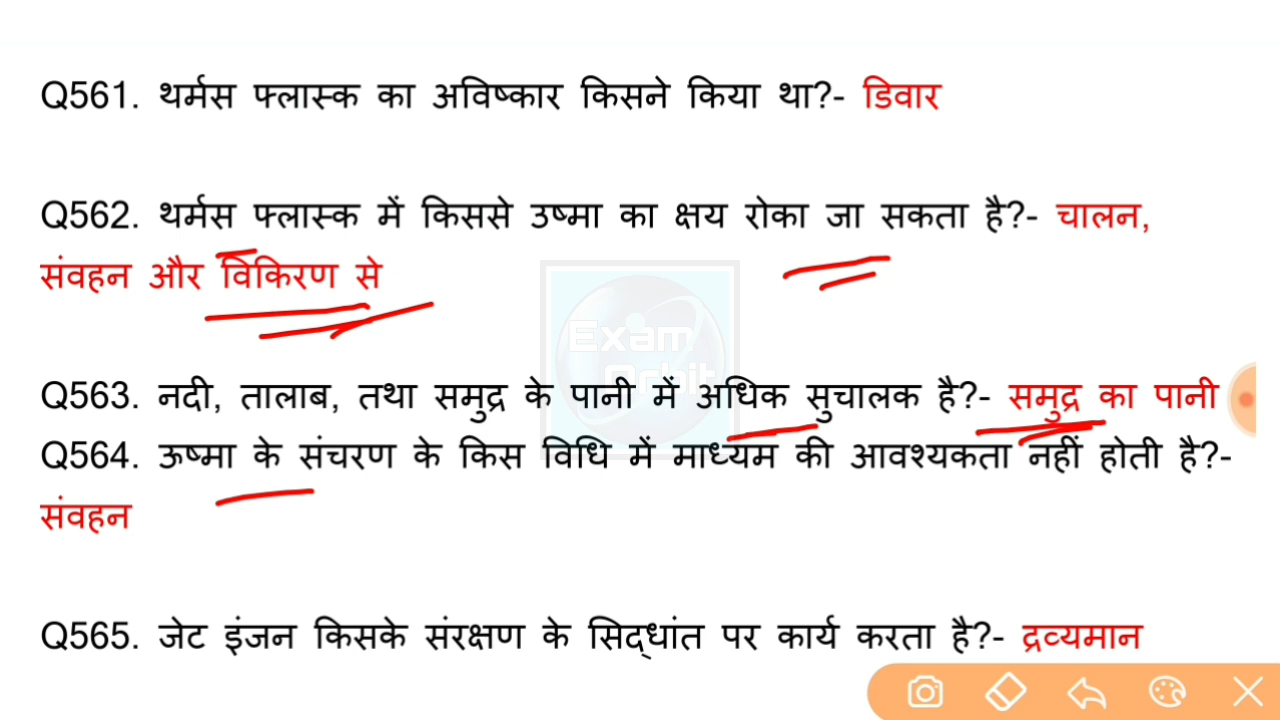 Q561. थर्मस फ्लास्क का अविष्कार किसने किया था?- डिवार
Q562. थर्मस फ्लास्क में किससे उष्मा का क्षय रोका जा सकता है?- चालन,
संवहन और विकिरण से
Exam
Orbit
Q563. नदी, तालाब, तथा समुद्र के पानी में अधिक सुचालक है?- समुद्र का पानी
Q564. ऊष्मा के संचरण के किस विधि में माध्यम की आवश्यकता नहीं होती है?-
संवहन
Q565. जेट इंजन किसके संरक्षण के सिद्धांत पर कार्य करता है?- द्रव्यमान